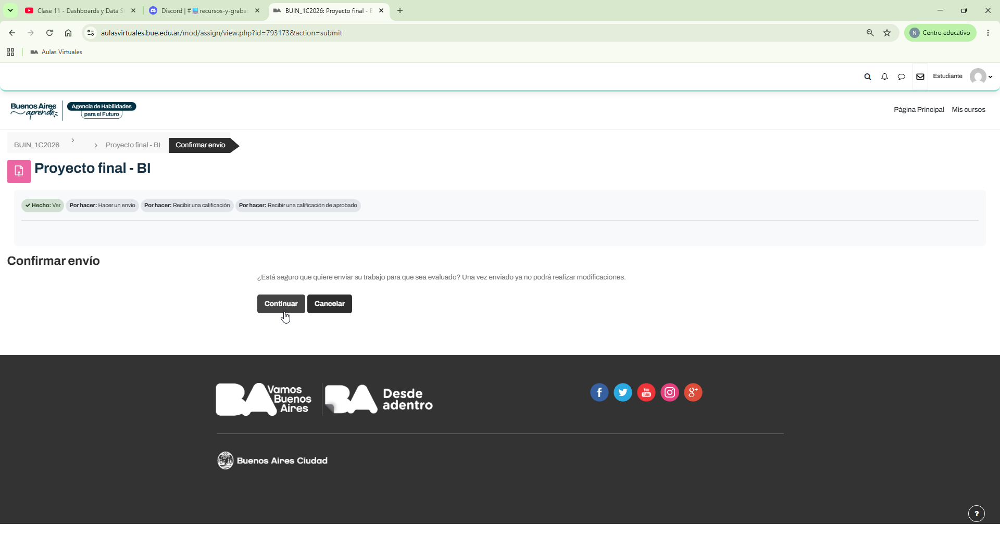 Clase 11 - Dashboards y Data S
Discord | # recursos-y-graba
BUIN_1C2026: Proyecto final - B
aulasvirtuales.bue.edu.ar/mod/assign/view.php?id=793173&action=submit
N Centro educativo
BA Aulas Virtuales
Estudiante
Buenos Aires aprende
Agencia de Habilidades
para el Futuro
Página Principal Mis cursos
BUIN_1C2026 Proyecto final - BI Confirmar envío
Proyecto final - BI
Hecho: Ver Por hacer: Hacer un envío Por hacer: Recibir una calificación Por hacer: Recibir una calificación de aprobado
Confirmar envío
¿Está seguro que quiere enviar su trabajo para que sea evaluado? Una vez enviado ya no podrá realizar modificaciones.
Continuar Cancelar
BA Vamos Buenos Aires
BA Desde adentro
f You Tube g+
Buenos Aires Ciudad
?